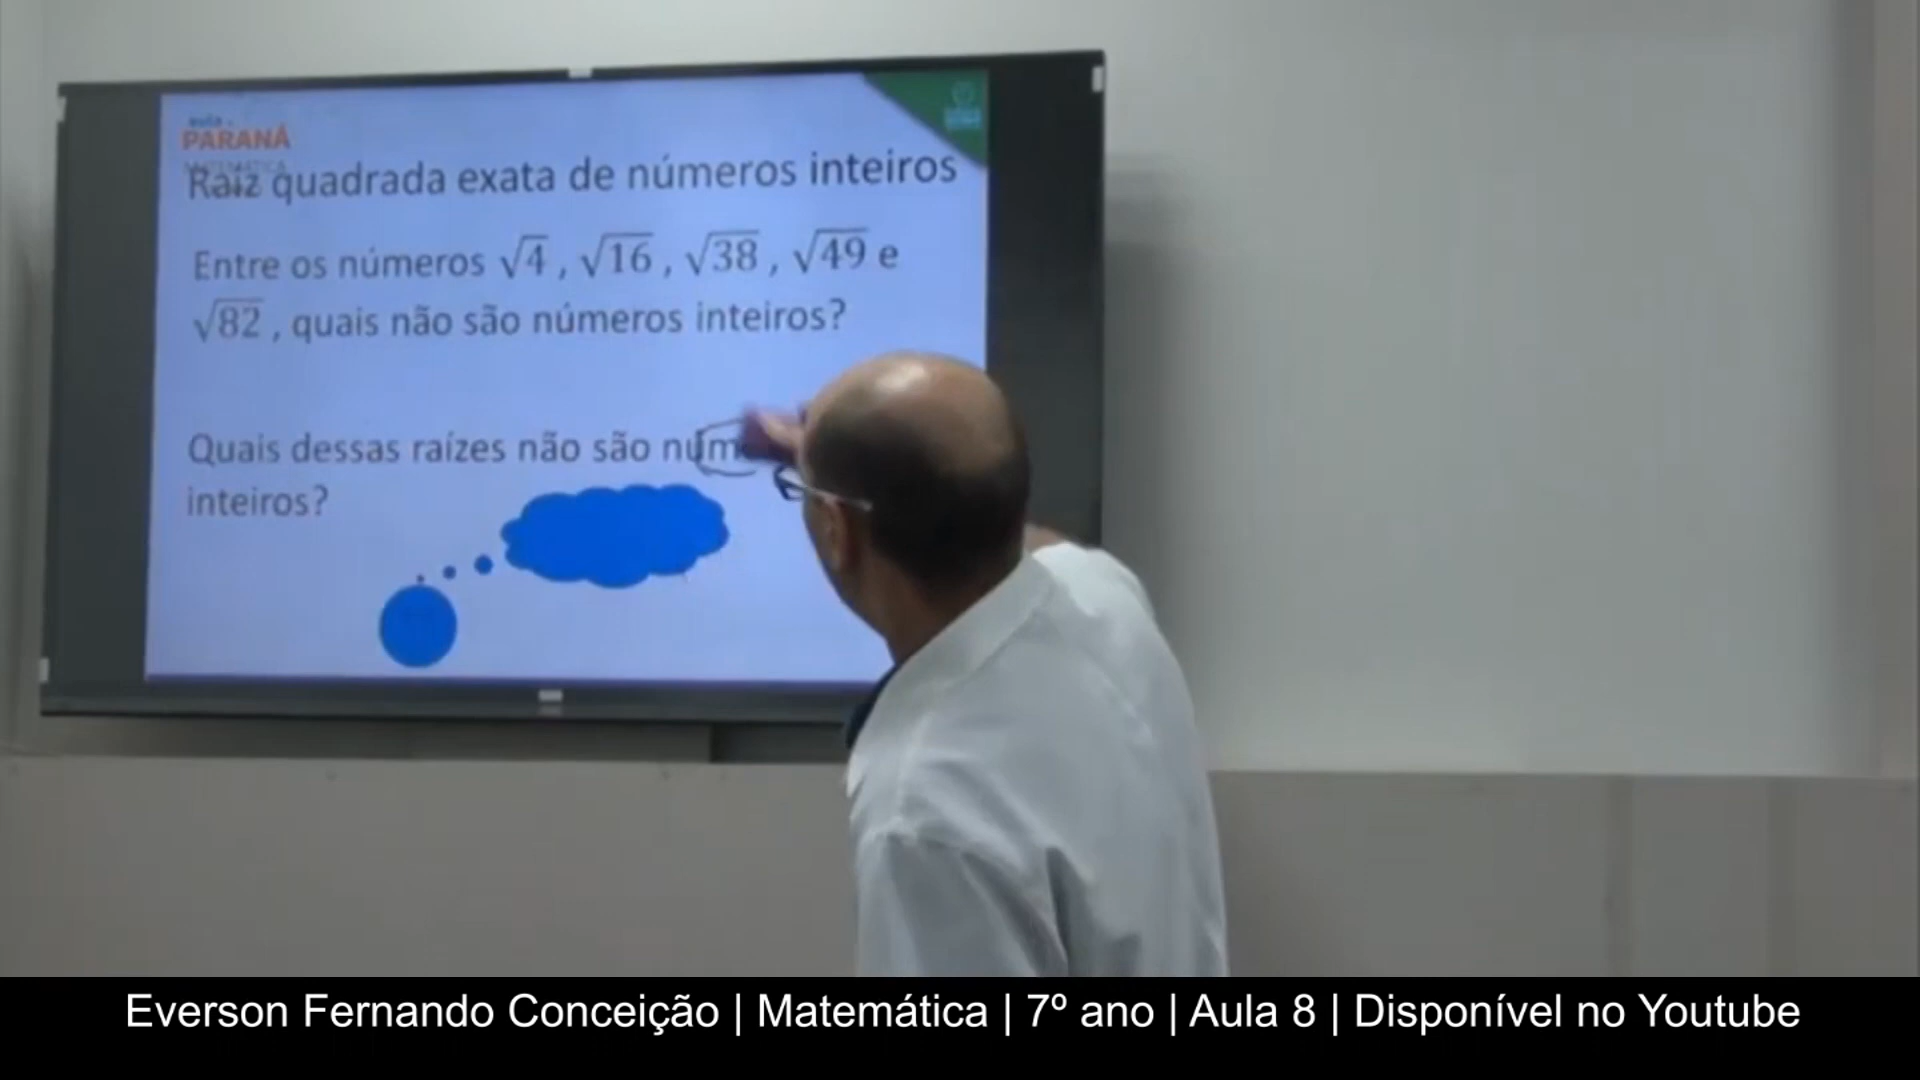 aula
PARANÁ
MATEMÁTICA
Raiz quadrada exata de números inteiros
Entre os números √4 , √16 , √38 , √49 e
√82 , quais não são números inteiros?
Quais dessas raízes não são núm
inteiros?
Everson Fernando Conceição | Matemática | 7º ano | Aula 8 | Disponível no Youtube